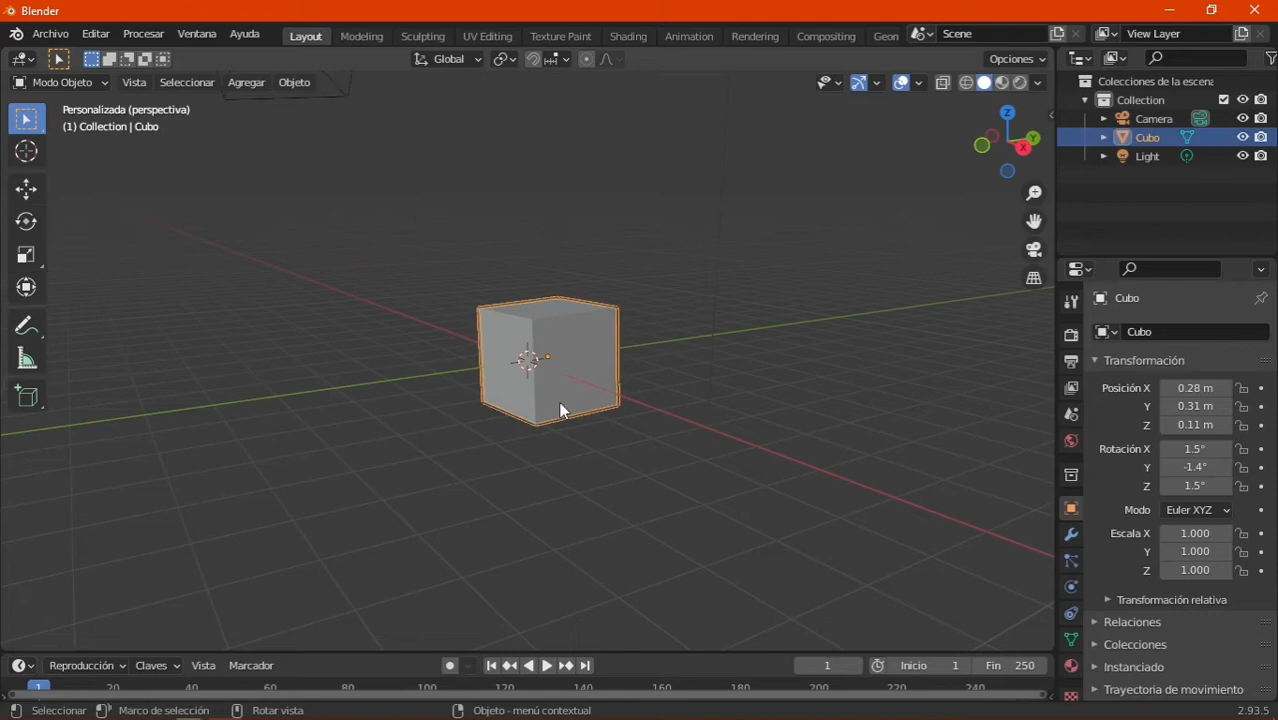 Blender
Archivo Editar Procesar Ventana Ayuda Layout Modeling Sculpting UV Editing Texture Paint Shading Animation Rendering Compositing Geon Scene View Layer
Global Opciones
Modo Objeto Vista Seleccionar Agregar Objeto
Personalizada (perspectiva)
(1) Collection | Cubo
Z
Y
X
Colecciones de la escena
Collection
Camera
Cubo
Light
Cubo
Cubo
Transformación
Posición X 0.28 m
Y 0.31 m
Z 0.11 m
Rotación X 1.5°
Y -1.4°
Z 1.5°
Modo Euler XYZ
Escala X 1.000
Y 1.000
Z 1.000
Transformación relativa
Relaciones
Colecciones
Instanciado
Trayectoria de movimiento
Reproducción Claves Vista Marcador 1 Inicio 1 Fin 250
1 20 40 60 80 100 120 140 160 180 200 220 240
Seleccionar Marco de selección Rotar vista Objeto - menú contextual 2.93.5